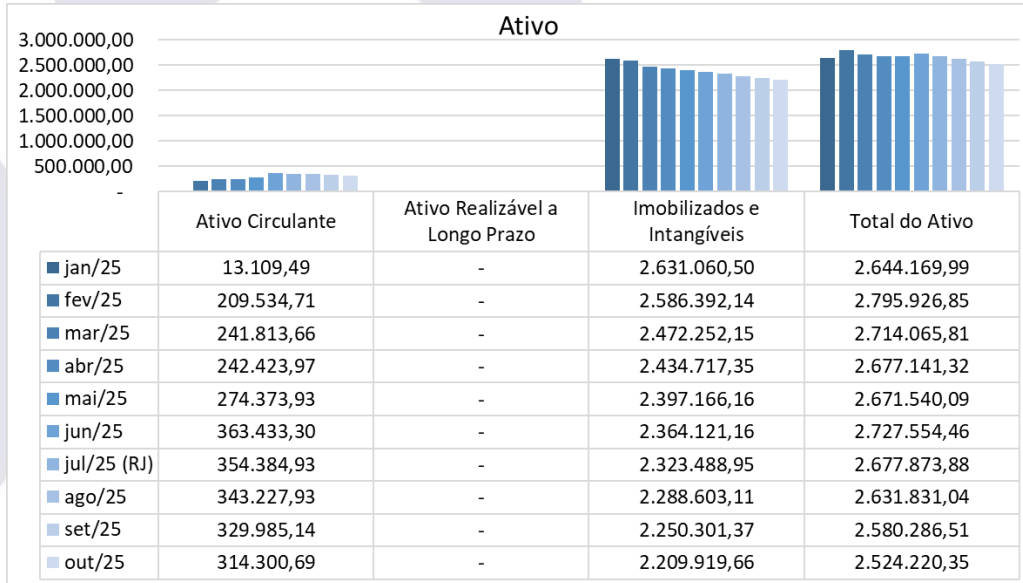 Ativo
3.000.000,00
2.500.000,00
2.000.000,00
1.500.000,00
1.000.000,00
500.000,00
-
Ativo Circulante
Ativo Realizável a
Longo Prazo
Imobilizados e
Intangíveis
Total do Ativo
jan/25 13.109,49 - 2.631.060,50 2.644.169,99
fev/25 209.534,71 - 2.586.392,14 2.795.926,85
mar/25 241.813,66 - 2.472.252,15 2.714.065,81
abr/25 242.423,97 - 2.434.717,35 2.677.141,32
mai/25 274.373,93 - 2.397.166,16 2.671.540,09
jun/25 363.433,30 - 2.364.121,16 2.727.554,46
jul/25 (RJ) 354.384,93 - 2.323.488,95 2.677.873,88
ago/25 343.227,93 - 2.288.603,11 2.631.831,04
set/25 329.985,14 - 2.250.301,37 2.580.286,51
out/25 314.300,69 - 2.209.919,66 2.524.220,35